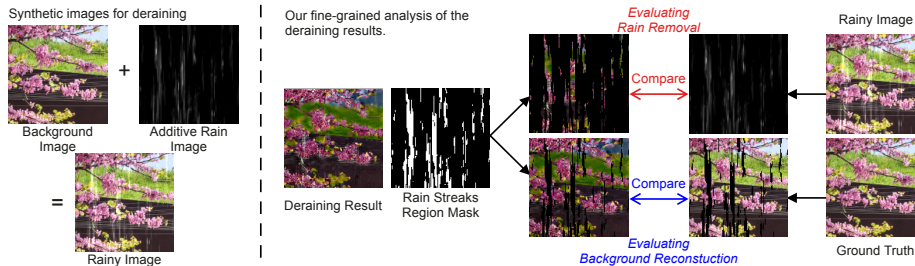 Synthetic images for deraining
+
Background
Image
Additive Rain
Image
=
Rainy Image
Our fine-grained analysis of the
deraining results.
Deraining Result
Rain Streaks
Region Mask
Evaluating
Rain Removal
Compare
Rainy Image
Compare
Evaluating
Background Reconstuction
Ground Truth